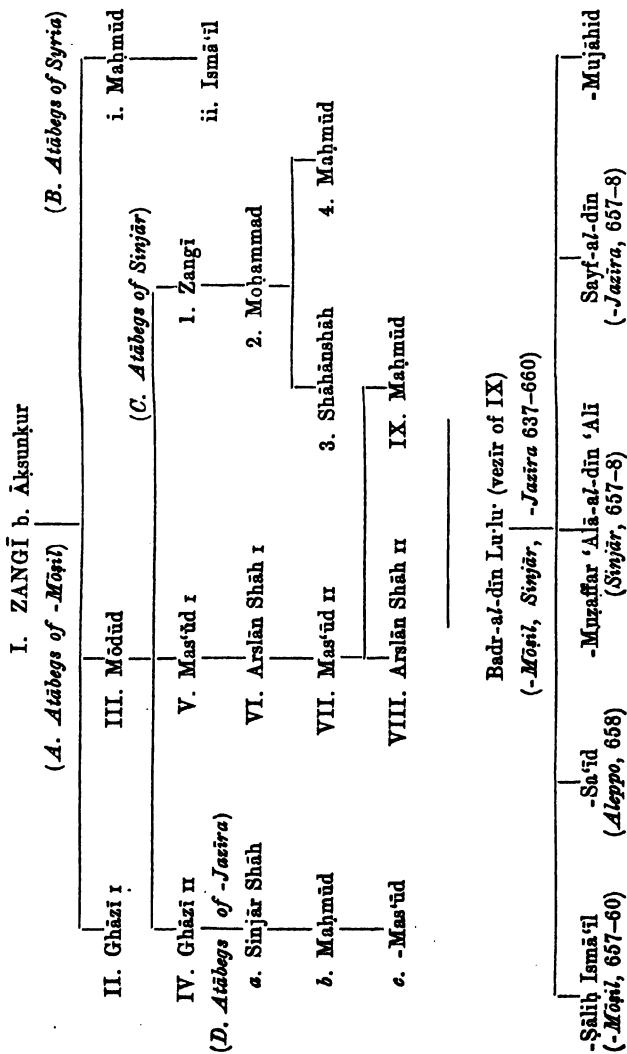 I. ZANGĪ b. Āḳsunḳur
(A. Atābegs of -Mōṣil)
(B. Atābegs of Syria)
II. Ghāzī I
III. Mōdūd
i. Maḥmūd
(C. Atābegs of Sinjār)
IV. Ghāzī II
V. Mas‘ūd I
1. Zangī
ii. Ismā‘īl
(D. Atābegs of -Jazīra)
a. Sinjār Shāh
VI. Arslān Shāh I
2. Moḥammad
b. Maḥmūd
VII. Mas‘ūd II
3. Shāhānshāh
4. Maḥmūd
c. -Mas‘ūd
VIII. Arslān Shāh II
IX. Maḥmūd
Badr-al-dīn Lu·lu· (vezīr of IX)
(-Mōṣil, Sinjār, -Jazīra 637–660)
-Ṣāliḥ Ismā‘īl
(-Mōṣil, 657–60)
-Sa‘īd
(Aleppo, 658)
-Muẓaffar ‘Alā-al-dīn ‘Alī
(Sinjār, 657–8)
Sayf-al-dīn
(-Jazīra, 657–8)
-Mujāhid